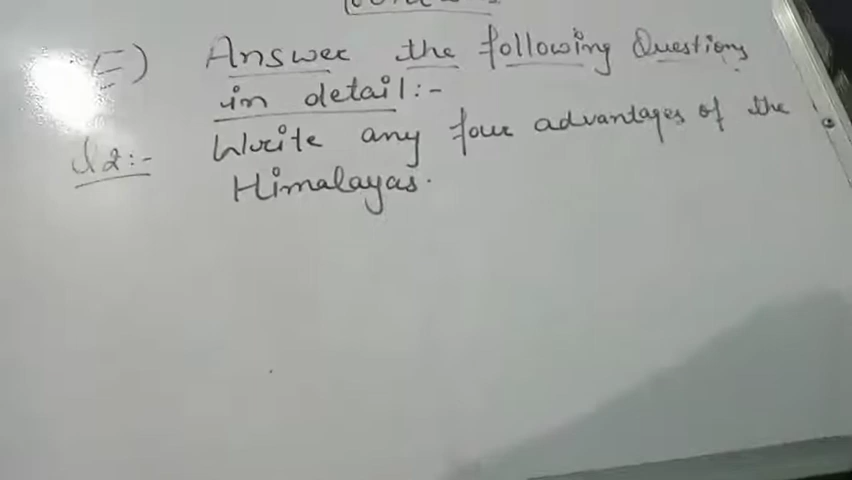 E) Answer the following Questions
in detail:-
Q2:- Write any four advantages of the
Himalayas.